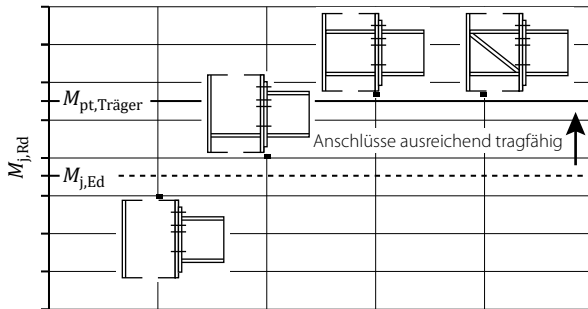 M_pt,Träger
Anschlüsse ausreichend tragfähig
M_j,Rd
M_j,Ed